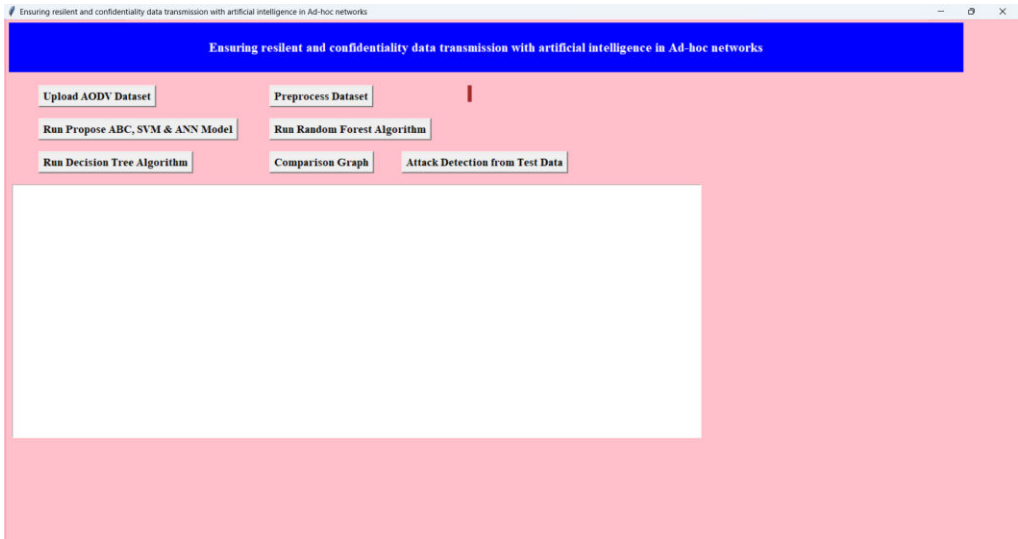 Ensuring resilent and confidentiality data transmission with artificial intelligence in Ad-hoc networks
Ensuring resilent and confidentiality data transmission with artificial intelligence in Ad-hoc networks
Upload AODV Dataset
Preprocess Dataset
Run Propose ABC, SVM & ANN Model
Run Random Forest Algorithm
Run Decision Tree Algorithm
Comparison Graph
Attack Detection from Test Data